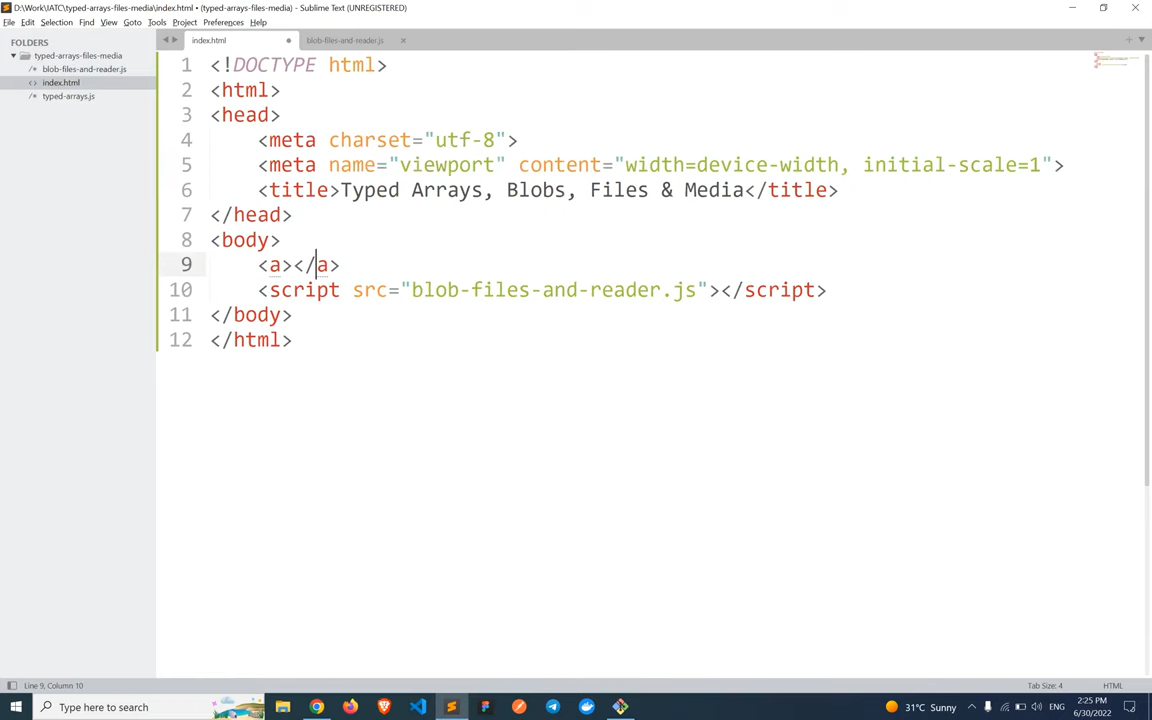 D:\Work\IATC\typed-arrays-files-media\index.html • (typed-arrays-files-media) - Sublime Text (UNREGISTERED)
File Edit Selection Find View Goto Tools Project Preferences Help
FOLDERS
typed-arrays-files-media
/* blob-files-and-reader.js
<> index.html
/* typed-arrays.js
index.html
blob-files-and-reader.js
1 <!DOCTYPE html>
2 <html>
3 <head>
4 <meta charset="utf-8">
5 <meta name="viewport" content="width=device-width, initial-scale=1">
6 <title>Typed Arrays, Blobs, Files & Media</title>
7 </head>
8 <body>
9 <a></a>
10 <script src="blob-files-and-reader.js"></script>
11 </body>
12 </html>
Line 9, Column 10
Tab Size: 4
HTML
Type here to search
31°C Sunny
ENG
2:25 PM
6/30/2022